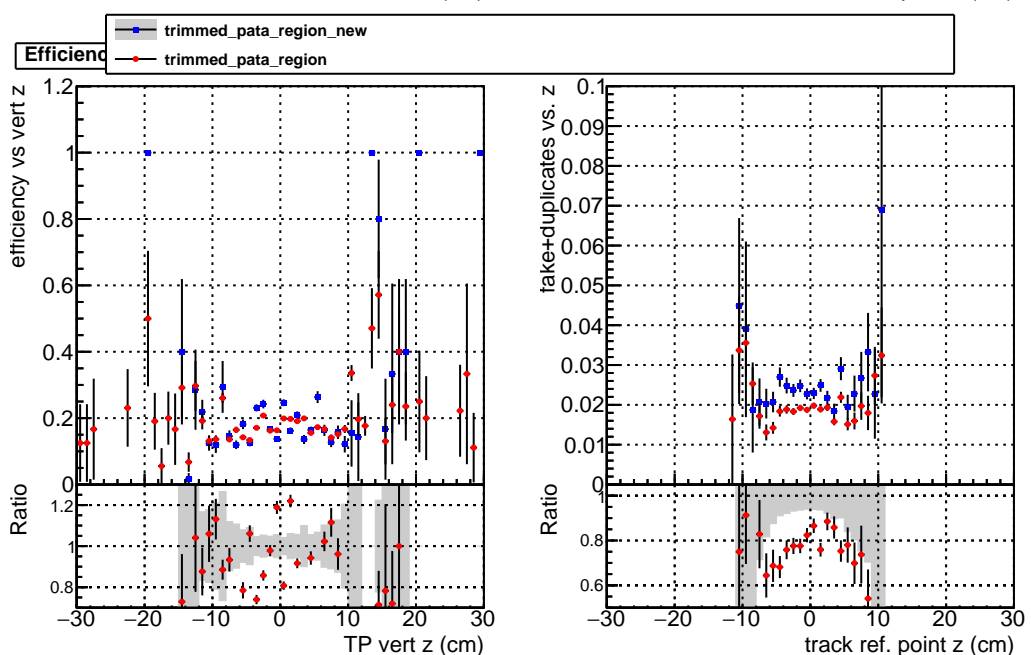 trimmed_pata_region_new
trimmed_pata_region
efficiency vs vert z
1.2
1
0.8
0.6
0.4
0.2
0
Ratio
1.2
1
0.8
−30 −20 −10 0 10 20 30
TP vert z (cm)
fake+duplicates vs. z
0.1
0.09
0.08
0.07
0.06
0.05
0.04
0.03
0.02
0.01
0
Ratio
1
0.8
0.6
−30 −20 −10 0 10 20 30
track ref. point z (cm)